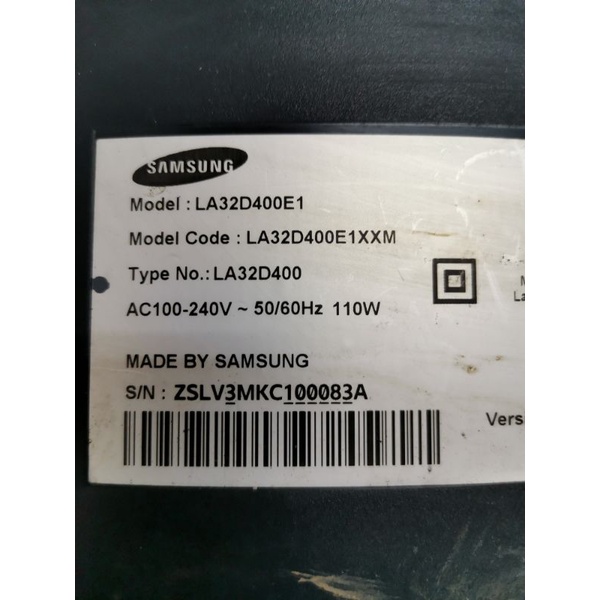 SAMSUNG
Model : LA32D400E1
Model Code : LA32D400E1XXM
Type No.:LA32D400
AC100-240V ~ 50/60Hz 110W
MADE BY SAMSUNG
S/N : ZSLV3MKC100083A